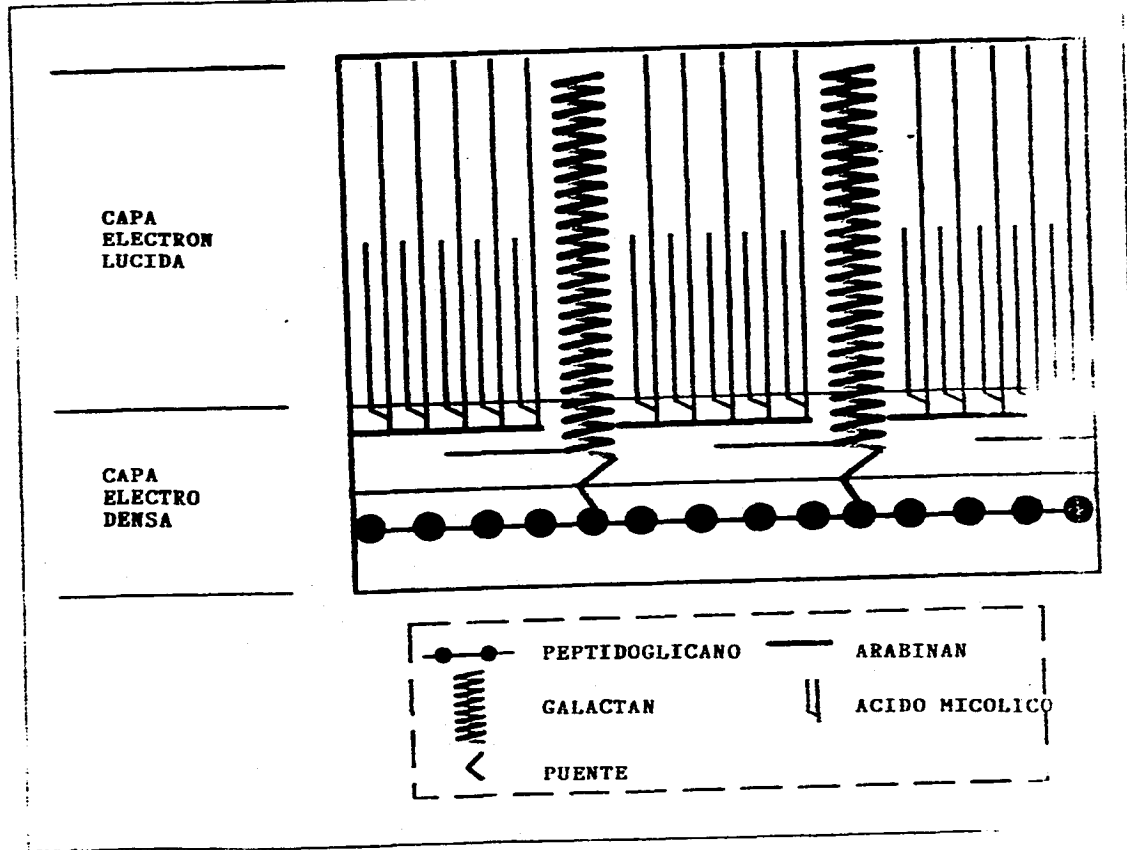 CAPA
ELECTRON
LUCIDA
CAPA
ELECTRO
DENSA
PEPTIDOGLICANO
ARABINAN
GALACTAN
ACIDO MICOLICO
PUENTE